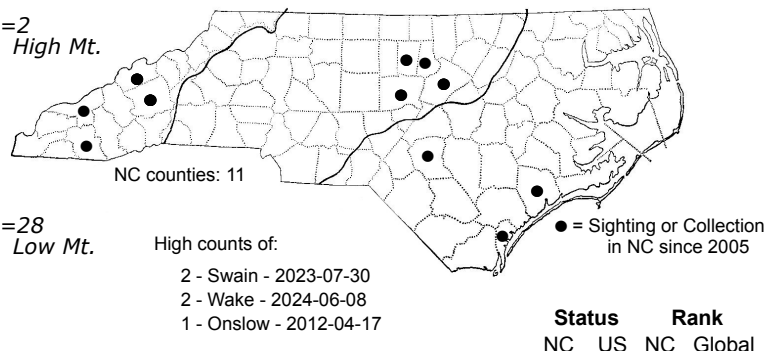 =2
High Mt.
NC counties: 11
=28
Low Mt.
High counts of:
2 - Swain - 2023-07-30
2 - Wake - 2024-06-08
1 - Onslow - 2012-04-17
● = Sighting or Collection
in NC since 2005
Status Rank
NC US NC Global